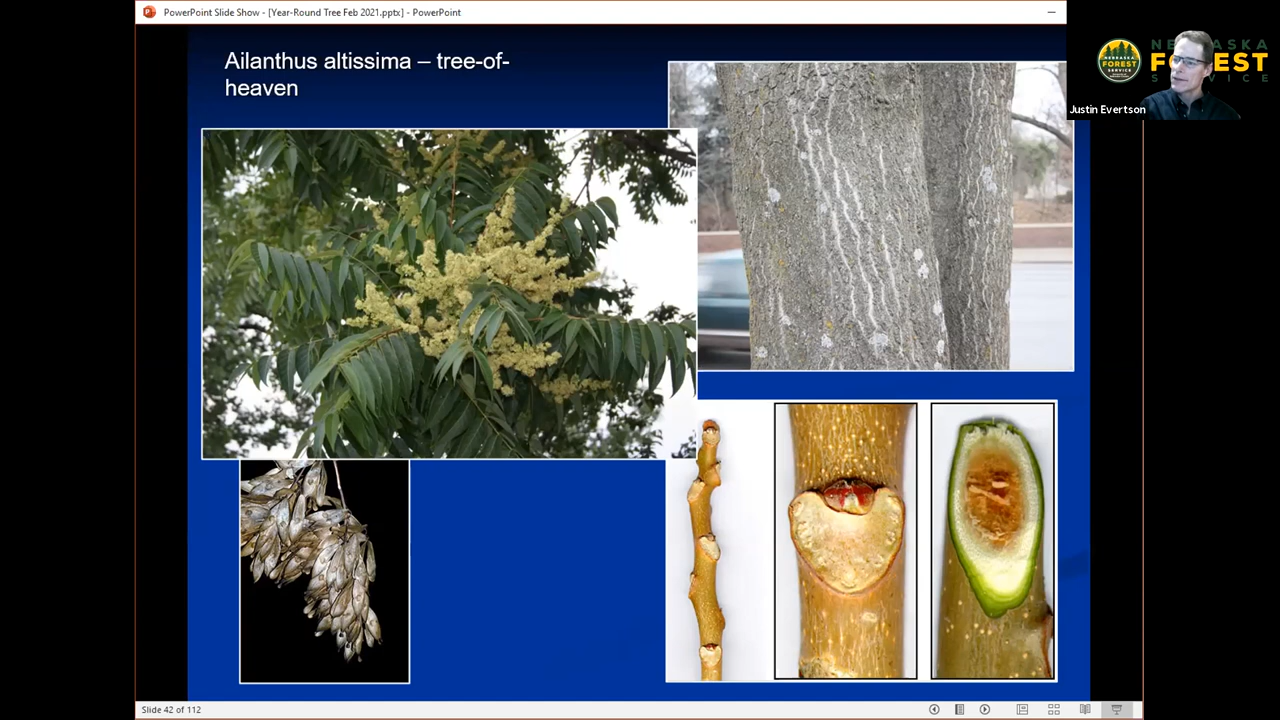 PowerPoint Slide Show - [Year-Round Tree Feb 2021.pptx] - PowerPoint
Ailanthus altissima – tree-of-
heaven
NEBRASKA
FOREST
SERVICE
Justin Evertson
Slide 42 of 112